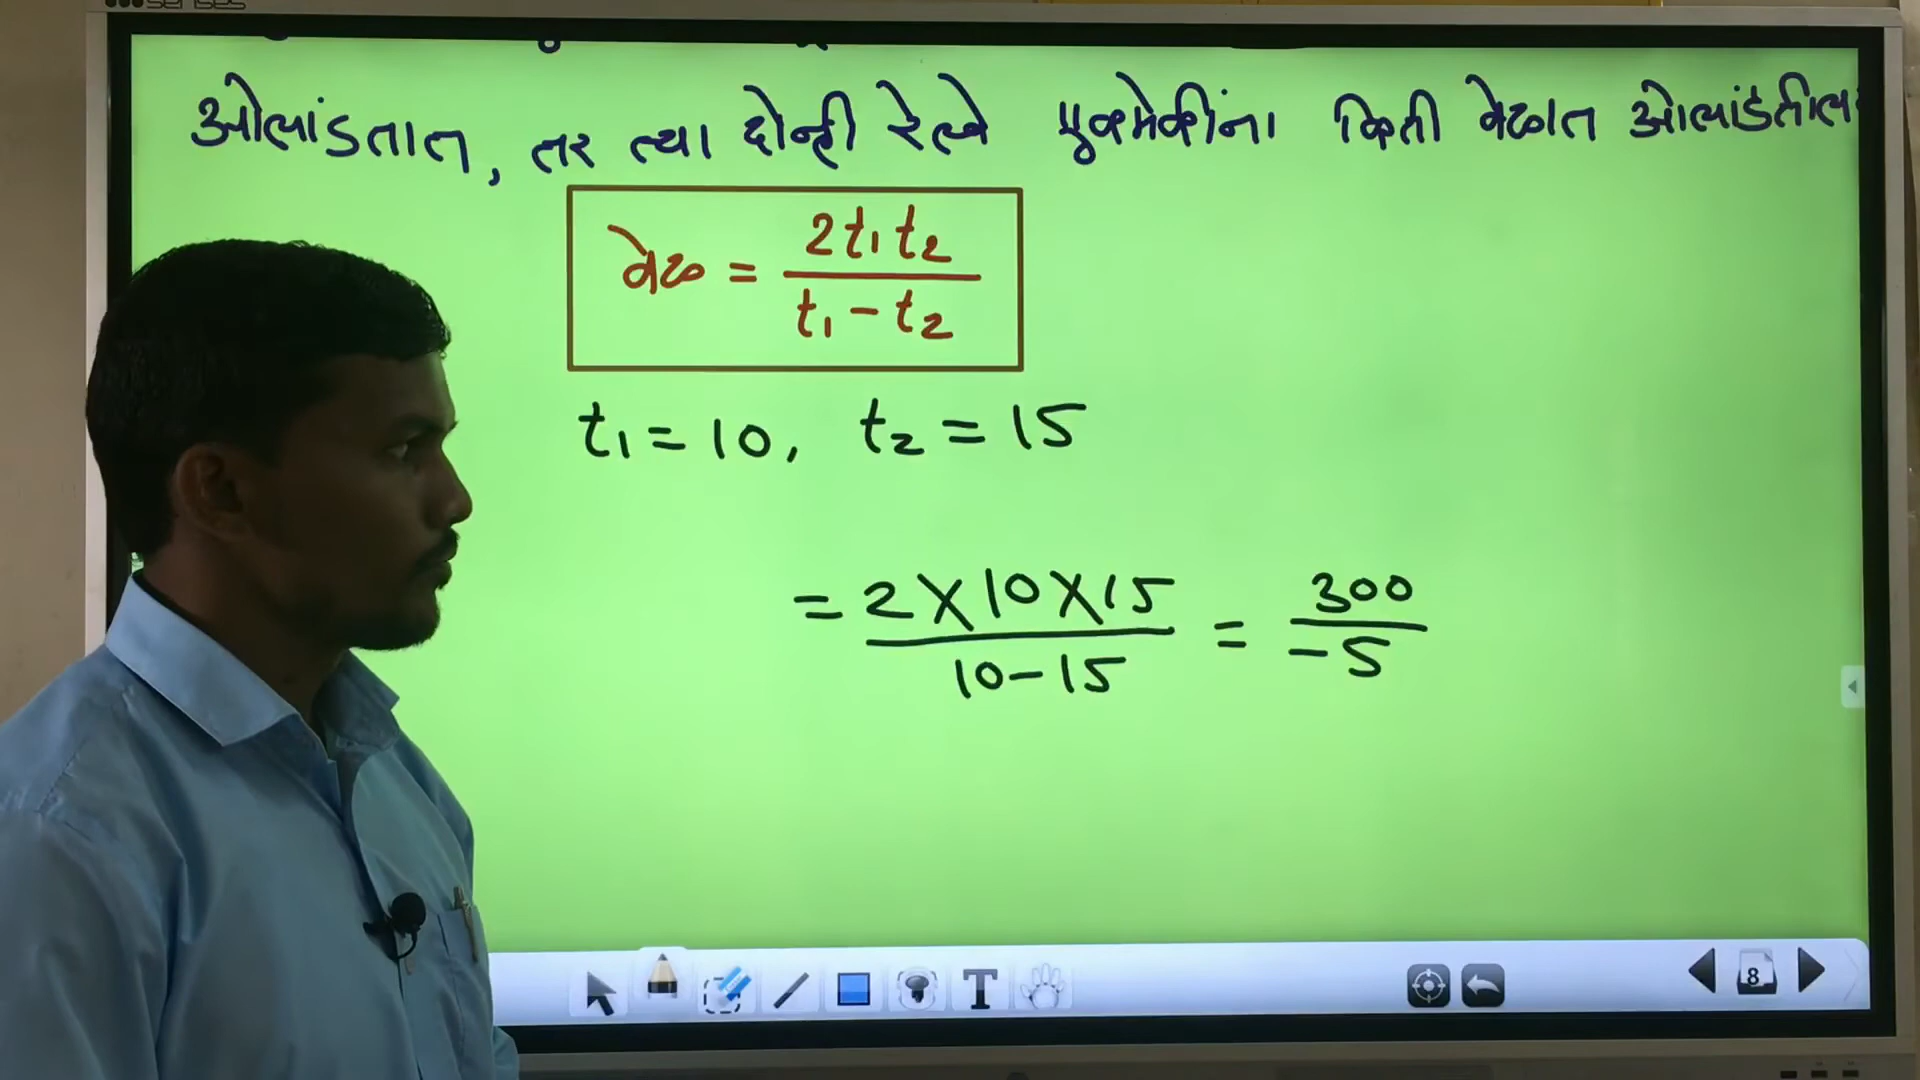 ओलांडतात, तर त्या दोन्ही रेल्वे एकमेकींना किती वेळात ओलांडतील
वेळ = 2t₁t₂ / t₁ - t₂
t₁ = 10, t₂ = 15
= 2 X 10 X 15 / 10 - 15 = 300 / -5
T
8